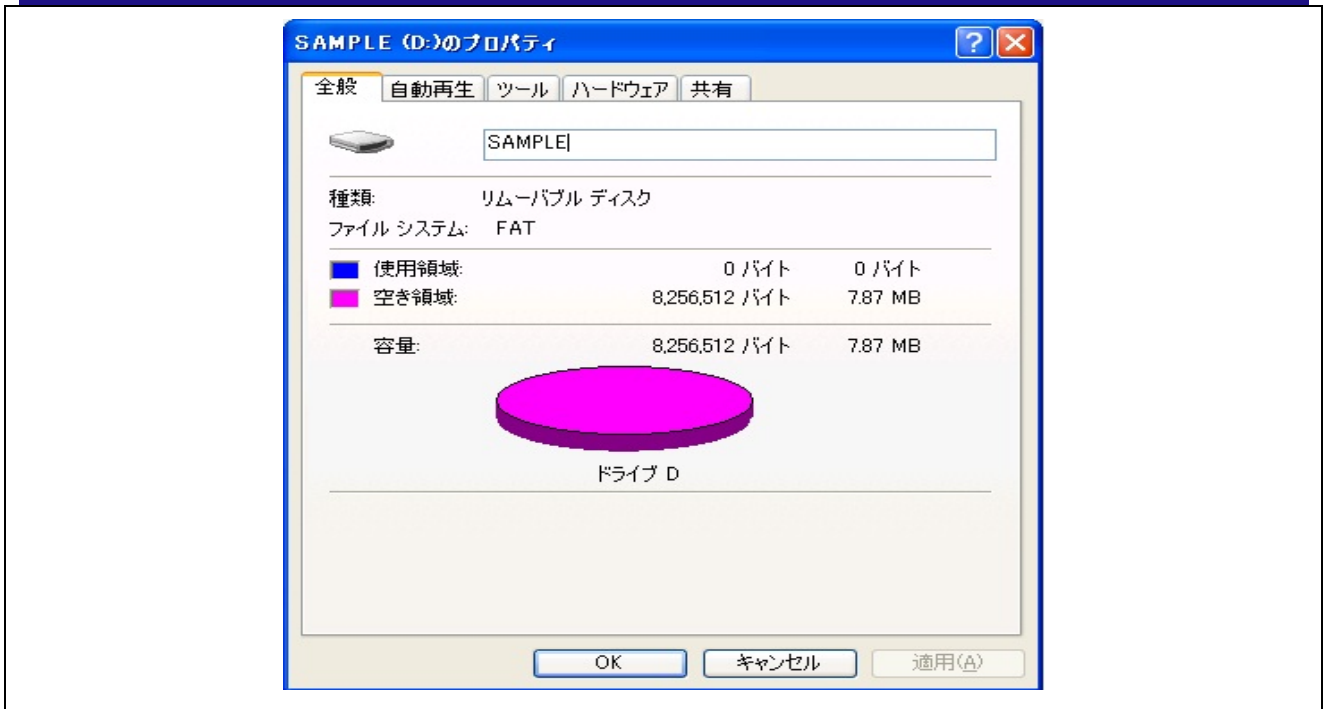 SAMPLE (D:)のプロパティ
全般 自動再生 ツール ハードウェア 共有
SAMPLE
種類: リムーバブル ディスク
ファイル システム: FAT
使用領域: 0 バイト 0 バイト
空き領域: 8,256,512 バイト 7.87 MB
容量: 8,256,512 バイト 7.87 MB
ドライブ D
OK キャンセル 適用(A)